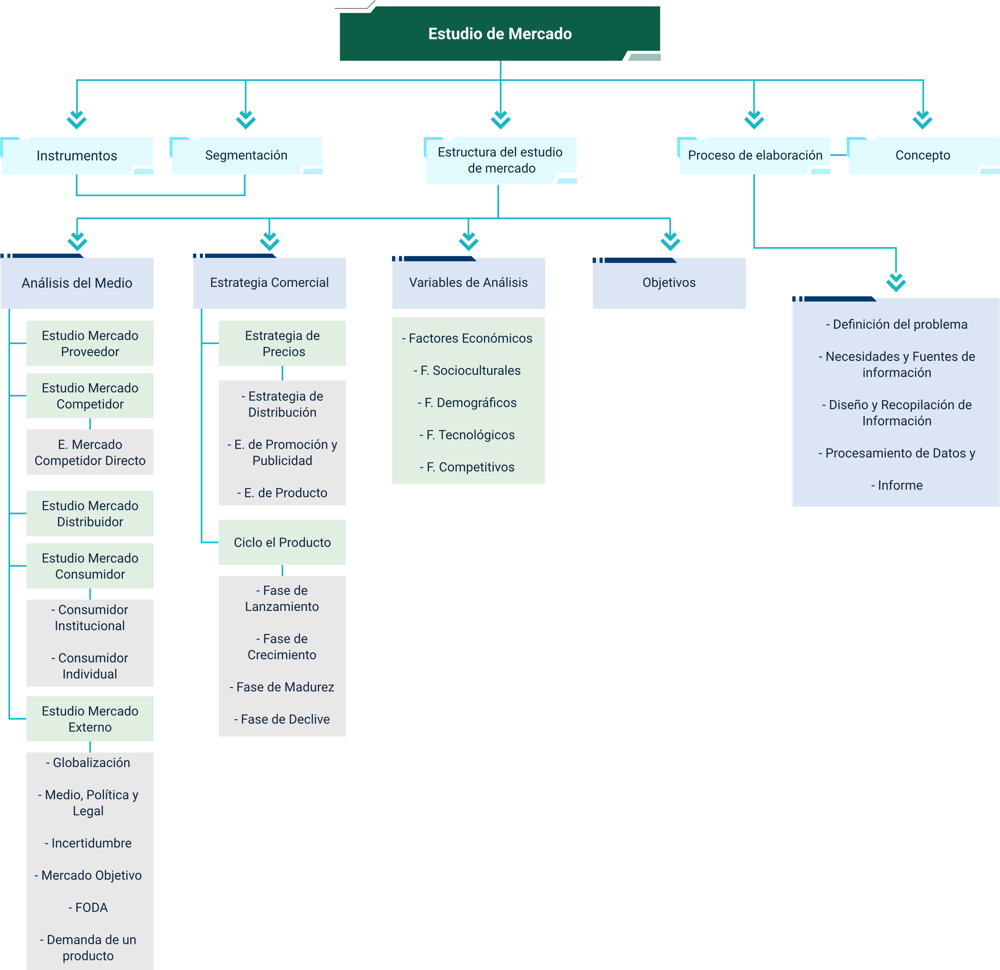 Estudio de Mercado
Instrumentos
Segmentación
Estructura del estudio
de mercado
Proceso de elaboración
Concepto
Análisis del Medio
Estudio Mercado
Proveedor
Estudio Mercado
Competidor
E. Mercado
Competidor Directo
Estudio Mercado
Distribuidor
Estudio Mercado
Consumidor
- Consumidor
Institucional
- Consumidor
Individual
Estudio Mercado
Externo
- Globalización
- Medio, Política y
Legal
- Incertidumbre
- Mercado Objetivo
- FODA
- Demanda de un
producto
Estrategia Comercial
Estrategia de
Precios
- Estrategia de
Distribución
- E. de Promoción y
Publicidad
- E. de Producto
Ciclo el Producto
- Fase de
Lanzamiento
- Fase de
Crecimiento
- Fase de Madurez
- Fase de Declive
Variables de Análisis
- Factores Económicos
- F. Socioculturales
- F. Demográficos
- F. Tecnológicos
- F. Competitivos
Objetivos
- Definición del problema
- Necesidades y Fuentes de
información
- Diseño y Recopilación de
Información
- Procesamiento de Datos y
- Informe